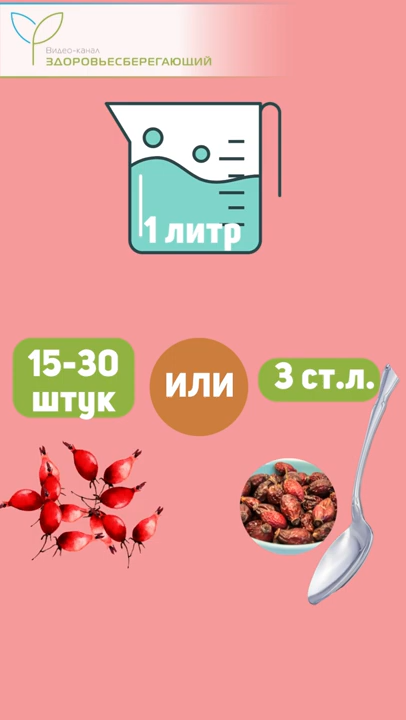 Видео-канал
ЗДОРОВЬЕСБЕРЕГАЮЩИЙ
1 литр
15-30
штук
или
3 ст.л.